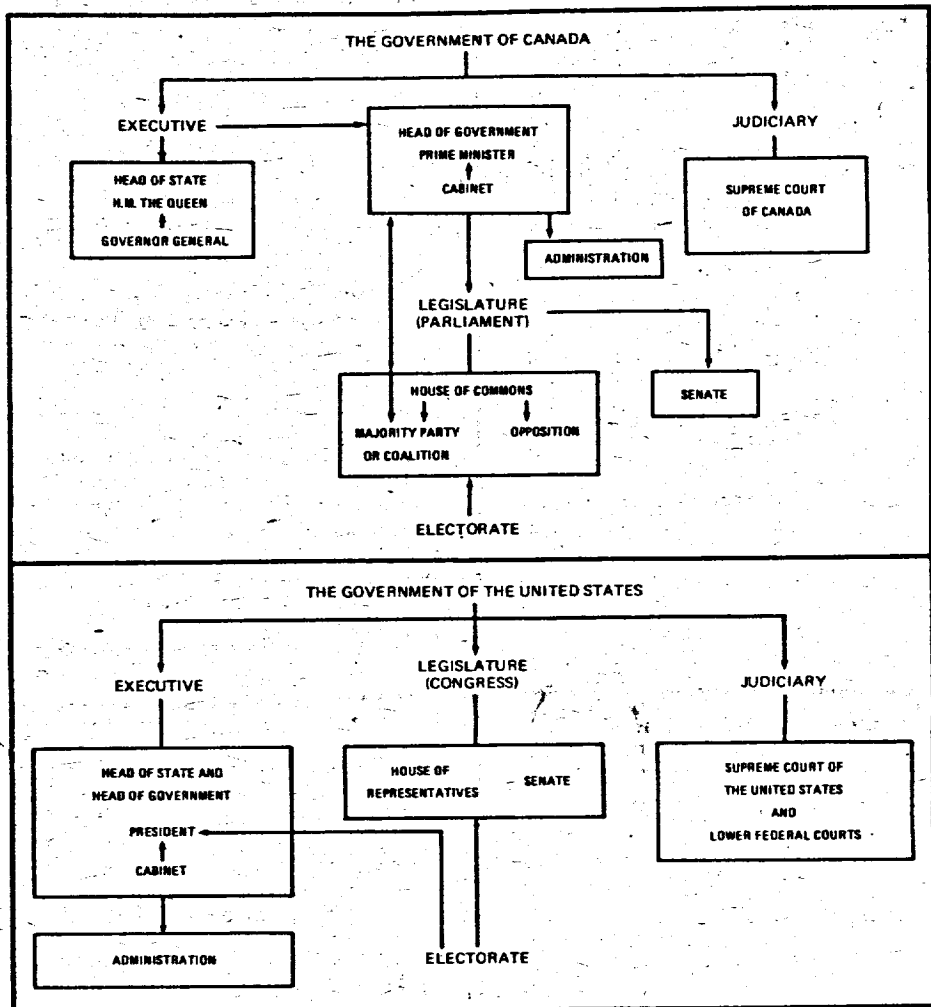 THE GOVERNMENT OF CANADA
EXECUTIVE
HEAD OF STATE
H.M. THE QUEEN
GOVERNOR GENERAL
HEAD OF GOVERNMENT
PRIME MINISTER
CABINET
ADMINISTRATION
JUDICIARY
SUPREME COURT
OF CANADA
LEGISLATURE
(PARLIAMENT)
HOUSE OF COMMONS
MAJORITY PARTY
OR COALITION
OPPOSITION
SENATE
ELECTORATE
THE GOVERNMENT OF THE UNITED STATES
EXECUTIVE
HEAD OF STATE AND
HEAD OF GOVERNMENT
PRESIDENT
CABINET
ADMINISTRATION
LEGISLATURE
(CONGRESS)
HOUSE OF
REPRESENTATIVES
SENATE
ELECTORATE
JUDICIARY
SUPREME COURT OF
THE UNITED STATES
AND
LOWER FEDERAL COURTS